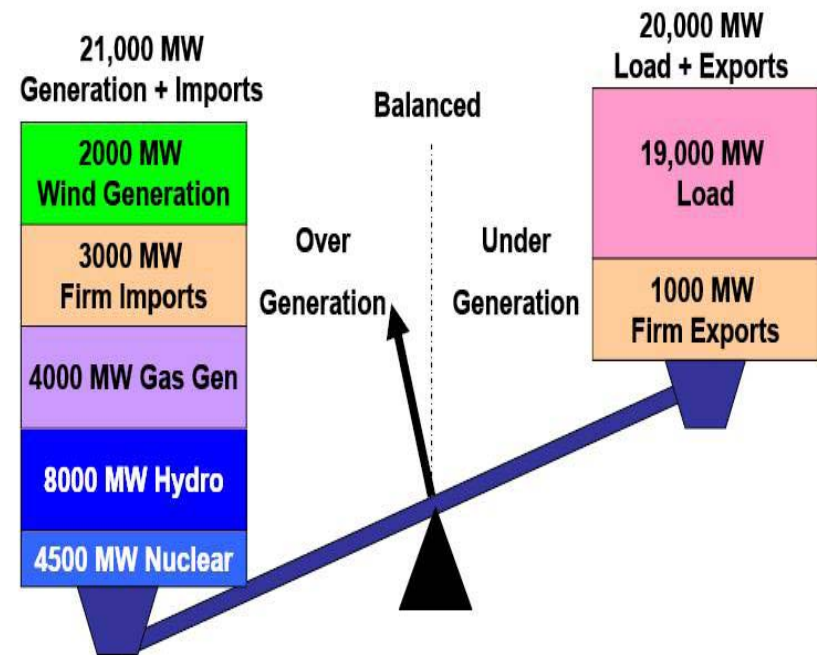 21,000 MW
Generation + Imports
2000 MW
Wind Generation
3000 MW
Firm Imports
4000 MW Gas Gen
8000 MW Hydro
4500 MW Nuclear
Balanced
Over
Generation
Under
Generation
20,000 MW
Load + Exports
19,000 MW
Load
1000 MW
Firm Exports